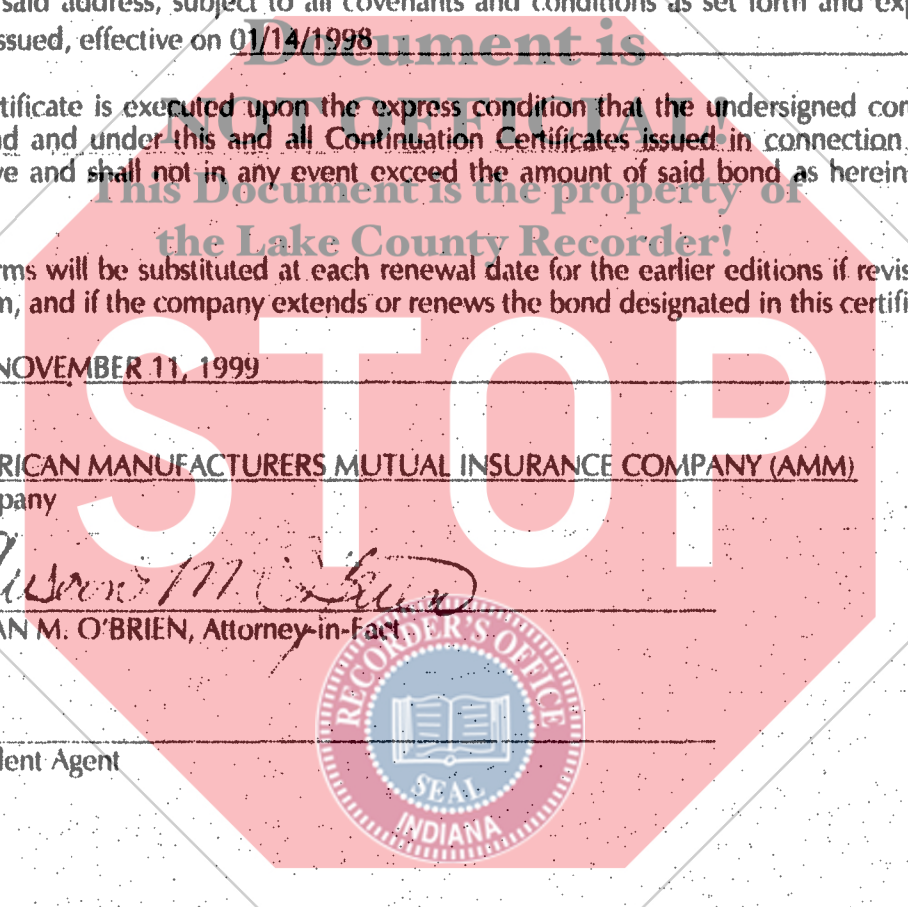 said address, subject to all covenants and conditions as set forth and exp
ssued, effective on 01/14/1998
Document is
rtificate is executed upon the express condition that the undersigned com
NOT OFFICIAL!
nd and under this and all Continuation Certificates issued in connection
ve and shall not in any event exceed the amount of said bond as herein
This Document is the property of
the Lake County Recorder!
rms will be substituted at each renewal date for the earlier editions if revis
m, and if the company extends or renews the bond designated in this certifi
NOVEMBER 11, 1999
STOP
RICAN MANUFACTURERS MUTUAL INSURANCE COMPANY (AMM)
pany
AN M. O'BRIEN, Attorney-in-Fact
RECORDER'S OFFICE
SEAL
INDIANA
dent Agent